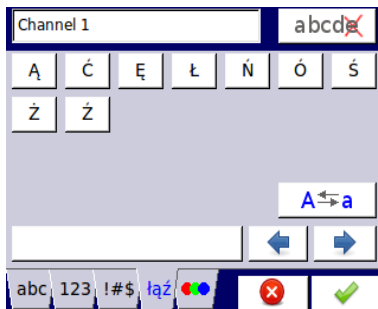 Channel 1 abcde
Ą Ć Ę Ł Ń Ó Ś
Ż Ź
A a
abc 123 !#$ łąź